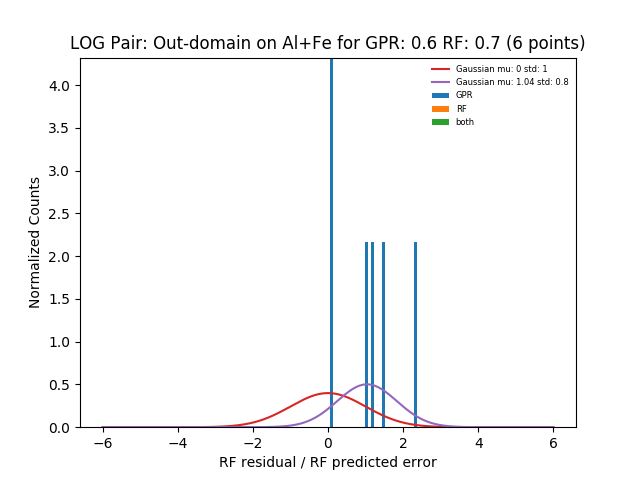 LOG Pair: Out-domain on Al+Fe for GPR: 0.6 RF: 0.7 (6 points)
Gaussian mu: 0 std: 1
Gaussian mu: 1.04 std: 0.8
GPR
RF
both
Normalized Counts
4.0
3.5
3.0
2.5
2.0
1.5
1.0
0.5
0.0
−6
−4
−2
0
2
4
6
RF residual / RF predicted error